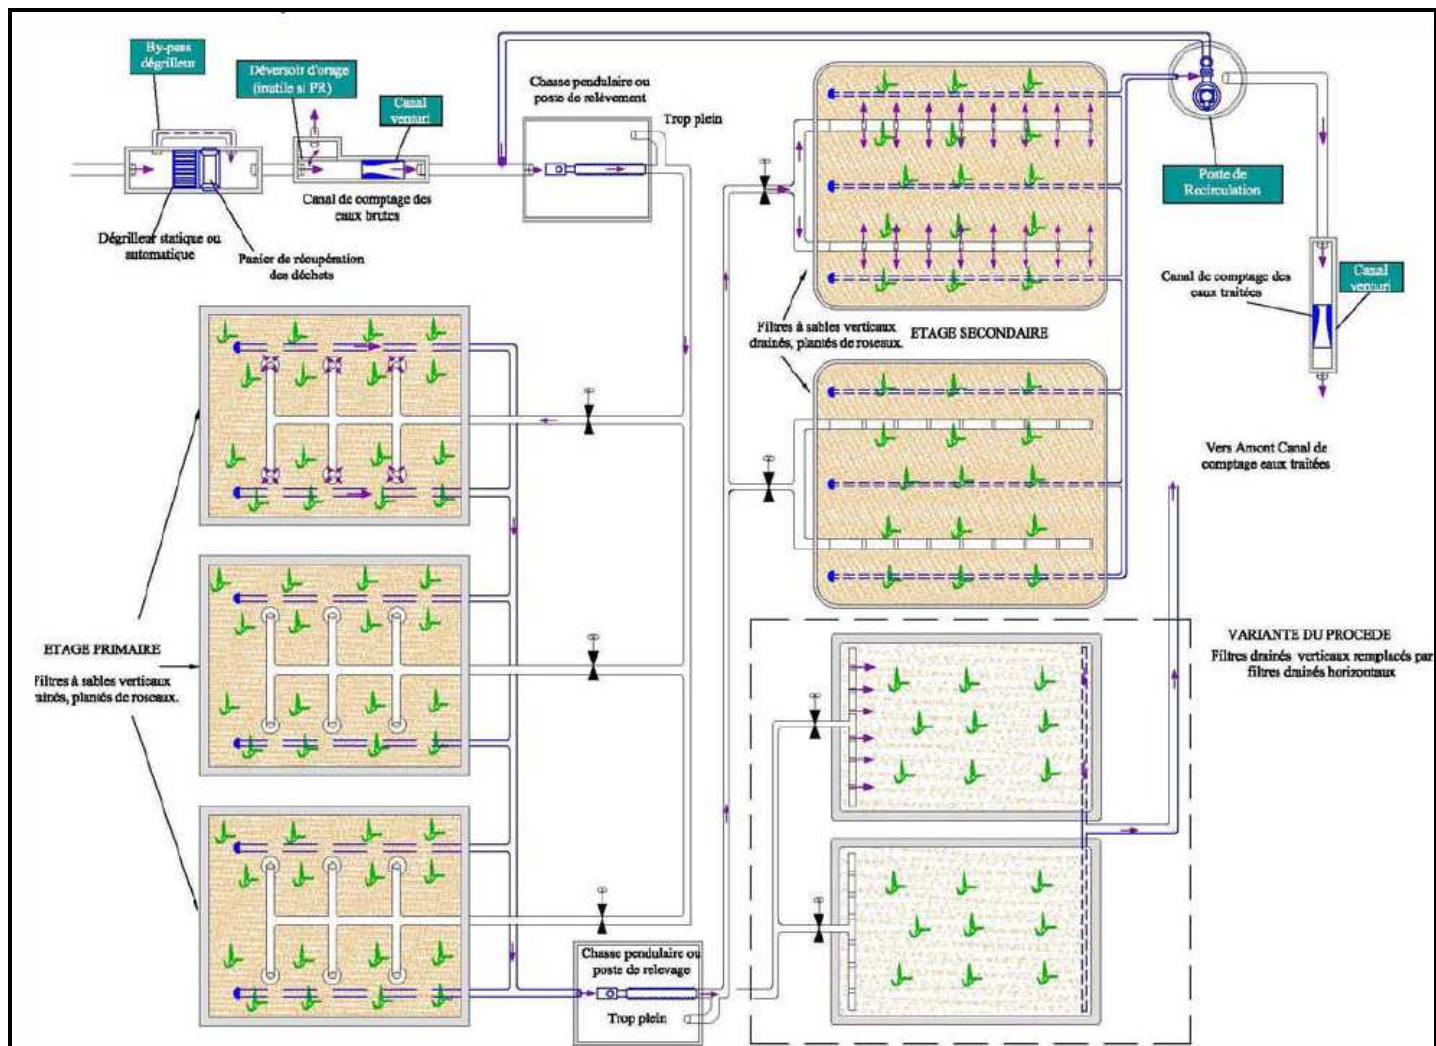 By-pass
dégrilleur
Déversoir d'orage
(inutile si PR)
Canal
venturi
Canal de comptage des
eaux brutes
Dégrilleur statique ou
automatique
Panier de récupération
des déchets
Chasse pendulaire ou
poste de relèvement
Trop plein
Poste de
Recirculation
Canal de comptage des
eaux traitées
Canal
venturi
Filtres à sables verticaux
drainés, plantés de roseaux.
ETAGE SECONDAIRE
Vers Amont Canal de
comptage eaux traitées
ETAGE PRIMAIRE
Filtres à sables verticaux
rainés, plantés de roseaux.
VARIANTE DU PROCEDE
Filtres drainés verticaux remplacés par
filtres drainés horizontaux
Chasse pendulaire ou
poste de relevage
Trop plein